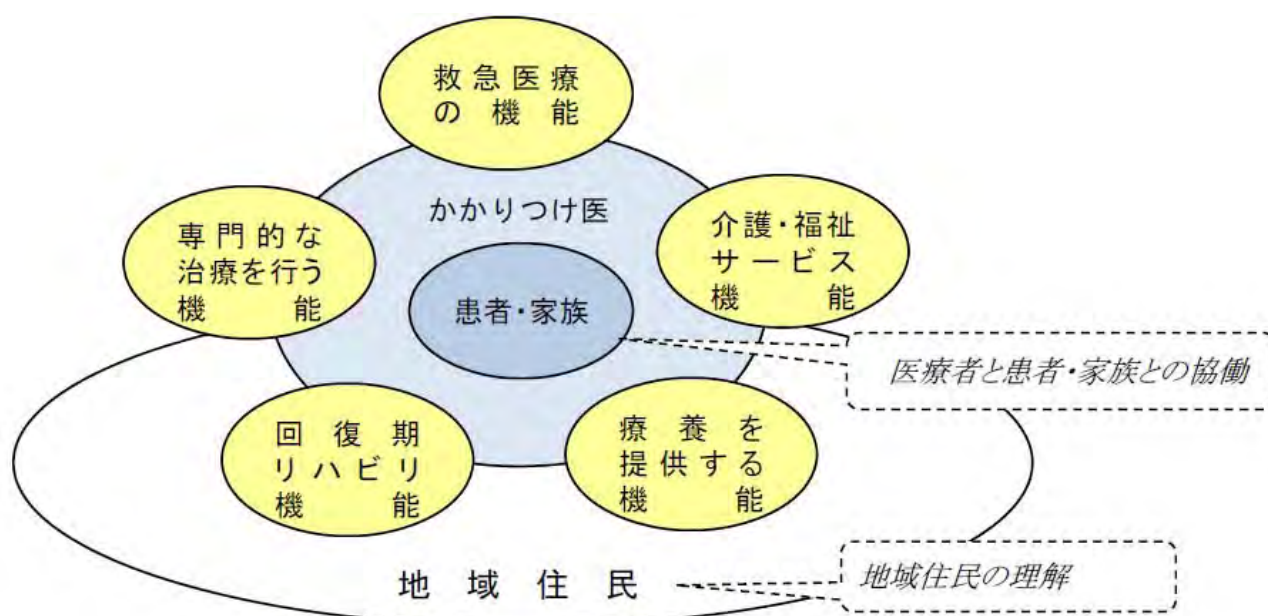 救急医療
の機能
かかりつけ医
専門的な
治療を行う
機能
介護・福祉
サービス
機能
患者・家族
医療者と患者・家族との協働
回復期
リハビリ
機能
療養を
提供する
機能
地域住民
地域住民の理解